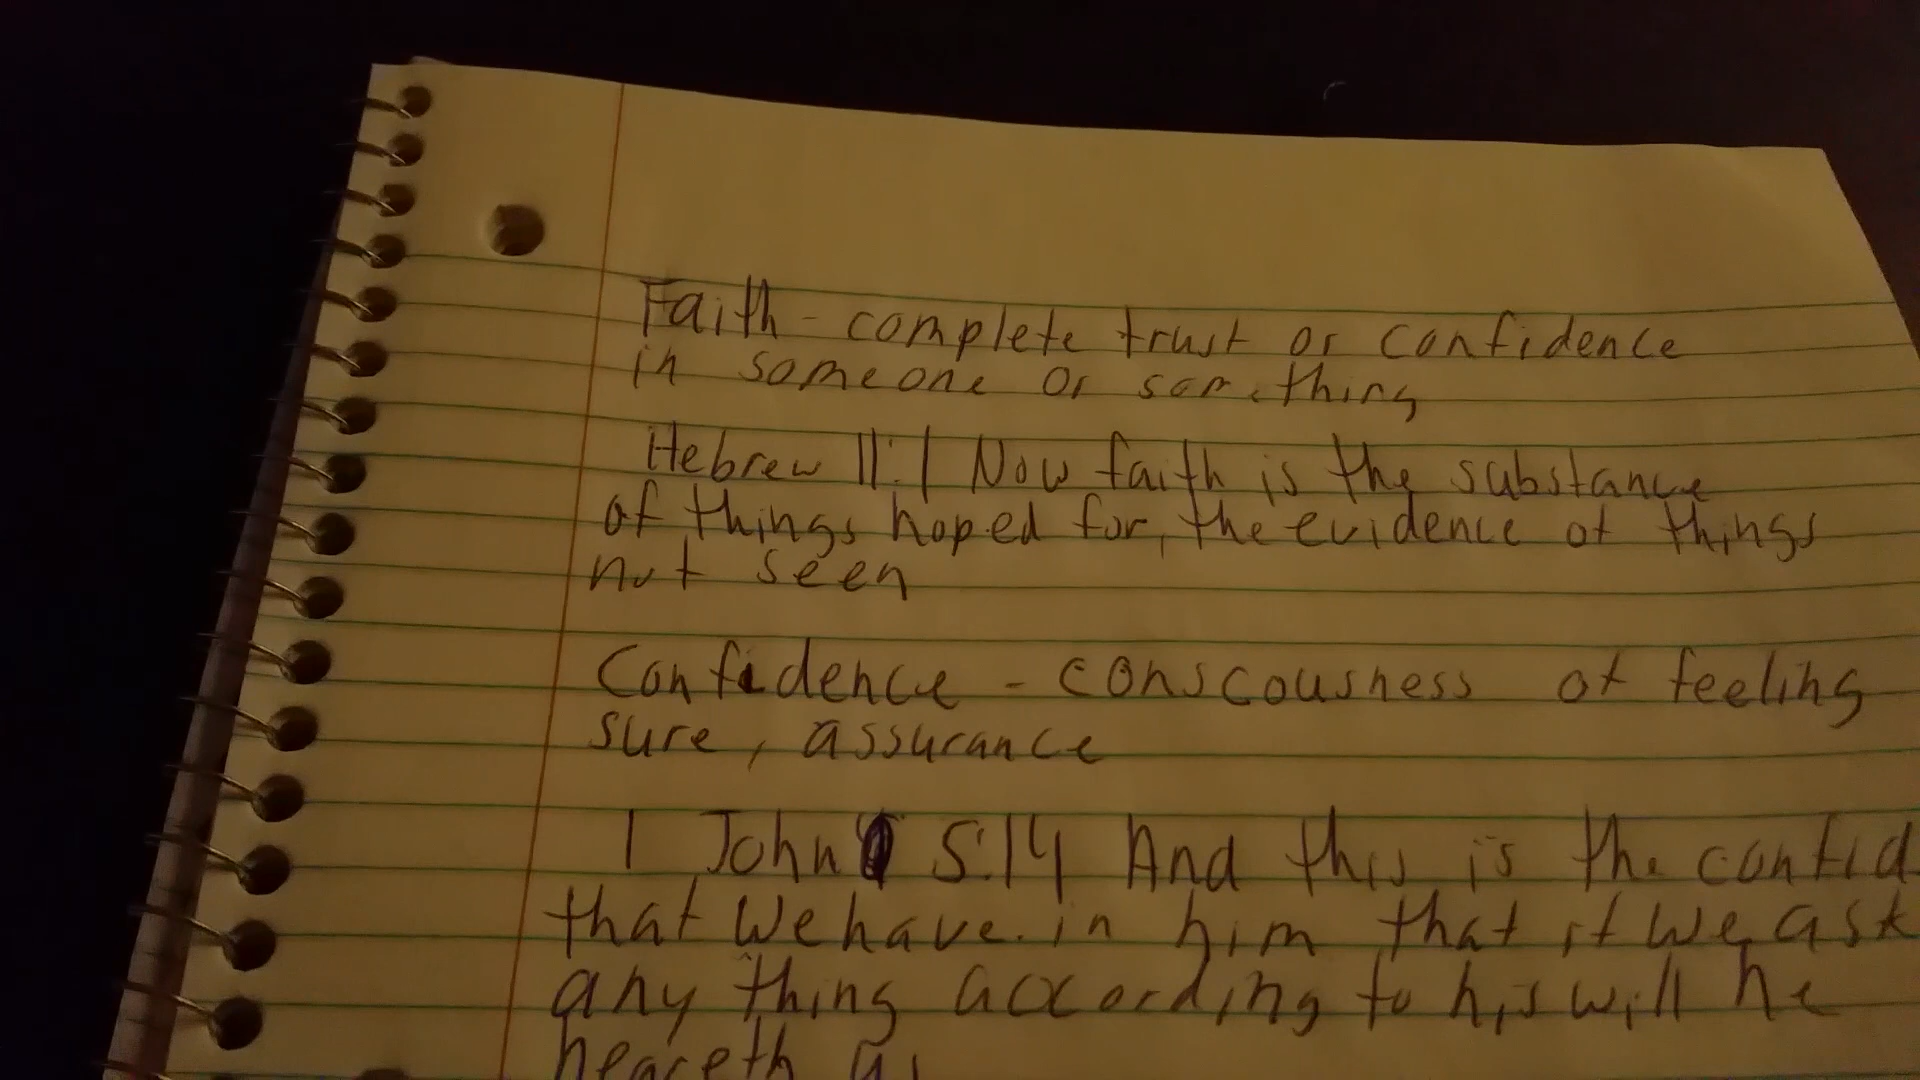 Faith - complete trust or confidence
in someone or something
Hebrew 11:1 Now faith is the substance
of things hoped for, the evidence of things
not seen
Confidence - conscousness of feeling
sure, assurance
1 John 5:14 And this is the confid
that we have in him that if we ask
any thing according to his will he
heareth us